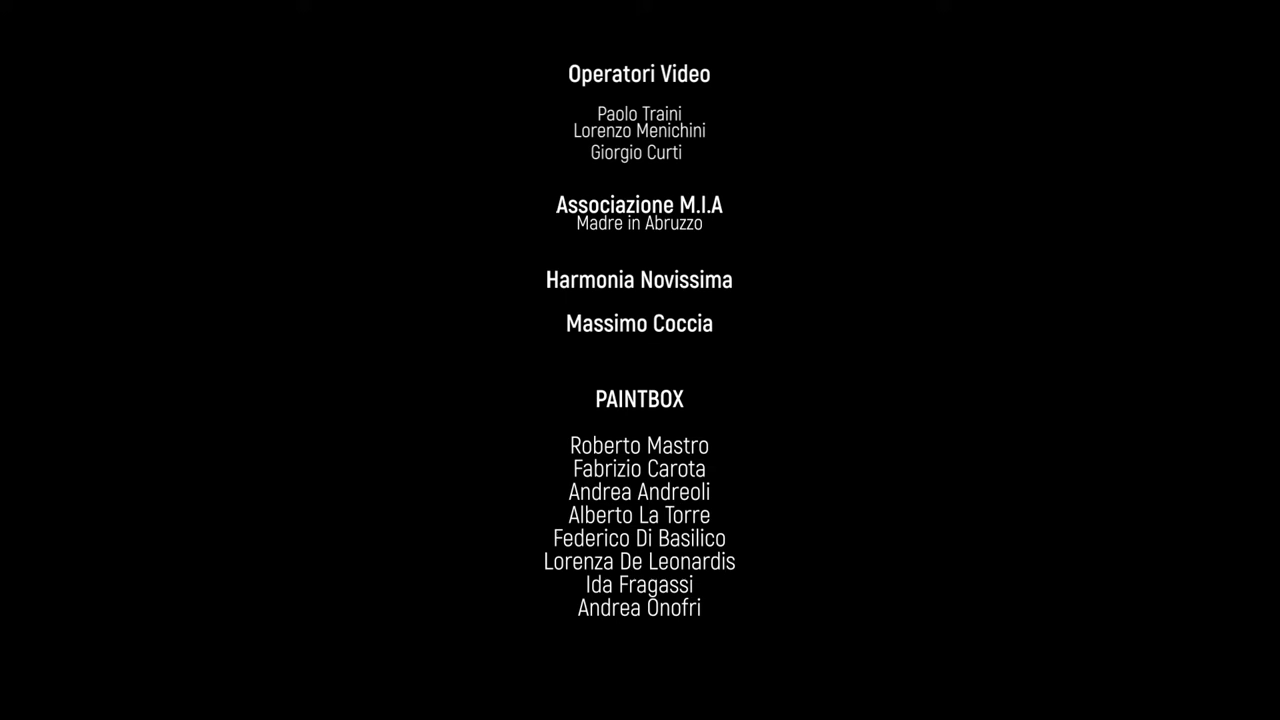 Operatori Video
Paolo Traini
Lorenzo Menichini
Giorgio Curti
Associazione M.I.A
Madre in Abruzzo
Harmonia Novissima
Massimo Coccia
PAINTBOX
Roberto Mastro
Fabrizio Carota
Andrea Andreoli
Alberto La Torre
Federico Di Basilico
Lorenza De Leonardis
Ida Fragassi
Andrea Onofri